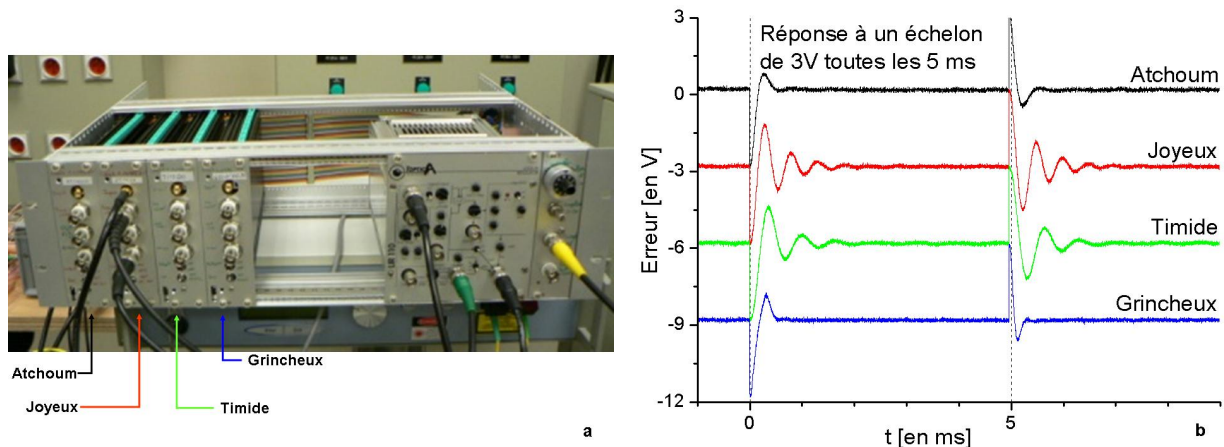 Atchoum
Joyeux
Timide
Grincheux
a
Réponse à un échelon
de 3V toutes les 5 ms
Atchoum
Joyeux
Timide
Grincheux
Erreur [en V]
3
0
-3
-6
-9
-12
0
5
t [en ms]
b